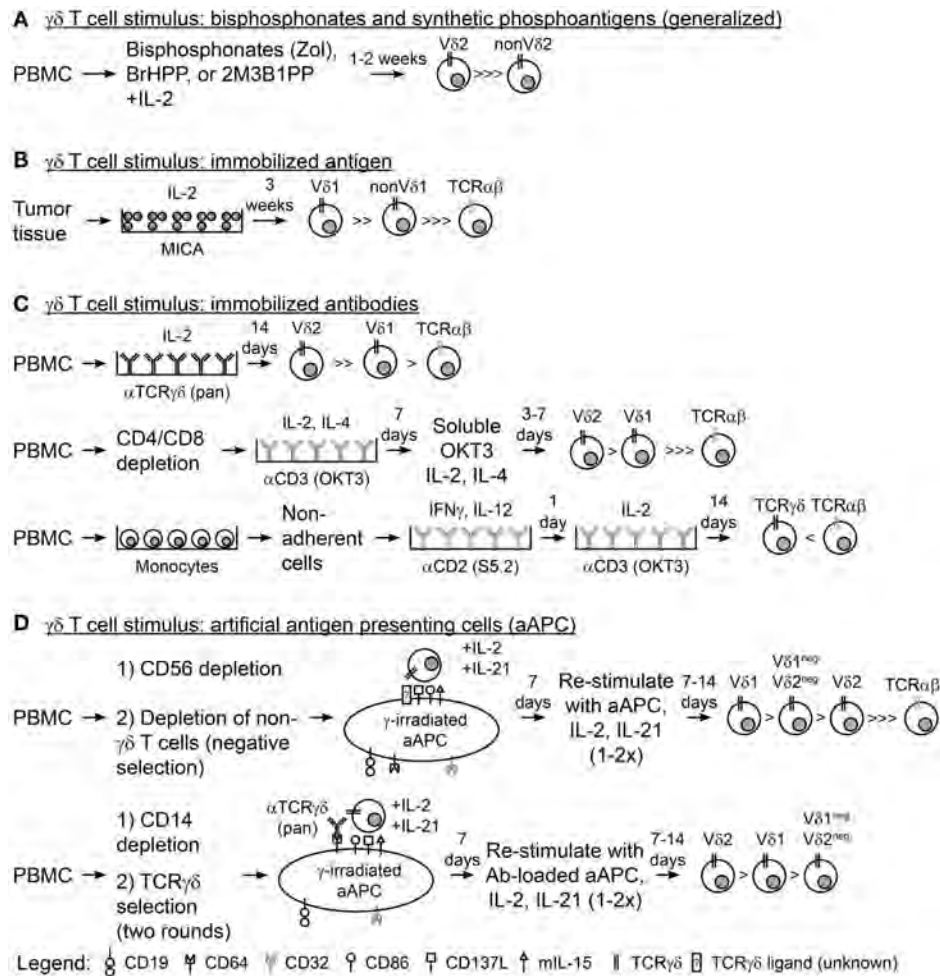 A γδ T cell stimulus: bisphosphonates and synthetic phosphoantigens (generalized)
PBMC
Bisphosphonates (Zol),
BrHPP, or 2M3B1PP
+IL-2
1-2 weeks
Vδ2
>>>
nonVδ2
B γδ T cell stimulus: immobilized antigen
Tumor
tissue
IL-2
MICA
3
weeks
Vδ1
>>
nonVδ1
>>>
TCRαβ
C γδ T cell stimulus: immobilized antibodies
PBMC
IL-2
αTCRγδ (pan)
14
days
Vδ2
>>
Vδ1
>
TCRαβ
PBMC
CD4/CD8
depletion
IL-2, IL-4
αCD3 (OKT3)
7
days
Soluble
OKT3
IL-2, IL-4
3-7
days
Vδ2
>
Vδ1
>>>
TCRαβ
PBMC
Monocytes
Non-
adherent
cells
IFNγ, IL-12
αCD2 (S5.2)
1
day
IL-2
αCD3 (OKT3)
14
days
TCRγδ
<
TCRαβ
D γδ T cell stimulus: artificial antigen presenting cells (aAPC)
PBMC
1) CD56 depletion
2) Depletion of non-
γδ T cells (negative
selection)
+IL-2
+IL-21
?
γ-irradiated
aAPC
7
days
Re-stimulate
with aAPC,
IL-2, IL-21
(1-2x)
7-14
days
Vδ1
>
Vδ1neg
Vδ2neg
>
Vδ2
>>>
TCRαβ
PBMC
1) CD14
depletion
2) TCRγδ
selection
(two rounds)
αTCRγδ
(pan)
+IL-2
+IL-21
γ-irradiated
aAPC
7
days
Re-stimulate with
Ab-loaded aAPC,
IL-2, IL-21 (1-2x)
7-14
days
Vδ2
>
Vδ1
>
Vδ1neg
Vδ2neg
Legend: CD19 CD64 CD32 CD86 CD137L mIL-15 TCRγδ ? TCRγδ ligand (unknown)